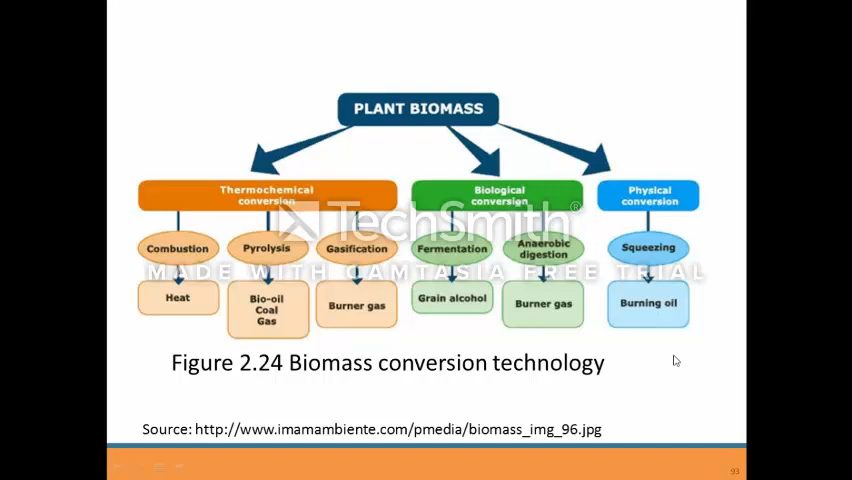 PLANT BIOMASS
Thermochemical
conversion
Biological
conversion
Physical
conversion
TechSmith®
Combustion
Pyrolysis
Gasification
Fermentation
Anaerobic
digestion
Squeezing
MADE WITH CAMTASIA FREE TRIAL
Heat
Bio-oil
Coal
Gas
Burner gas
Grain alcohol
Burner gas
Burning oil
Figure 2.24 Biomass conversion technology
Source: http://www.imamambiente.com/pmedia/biomass_img_96.jpg
93